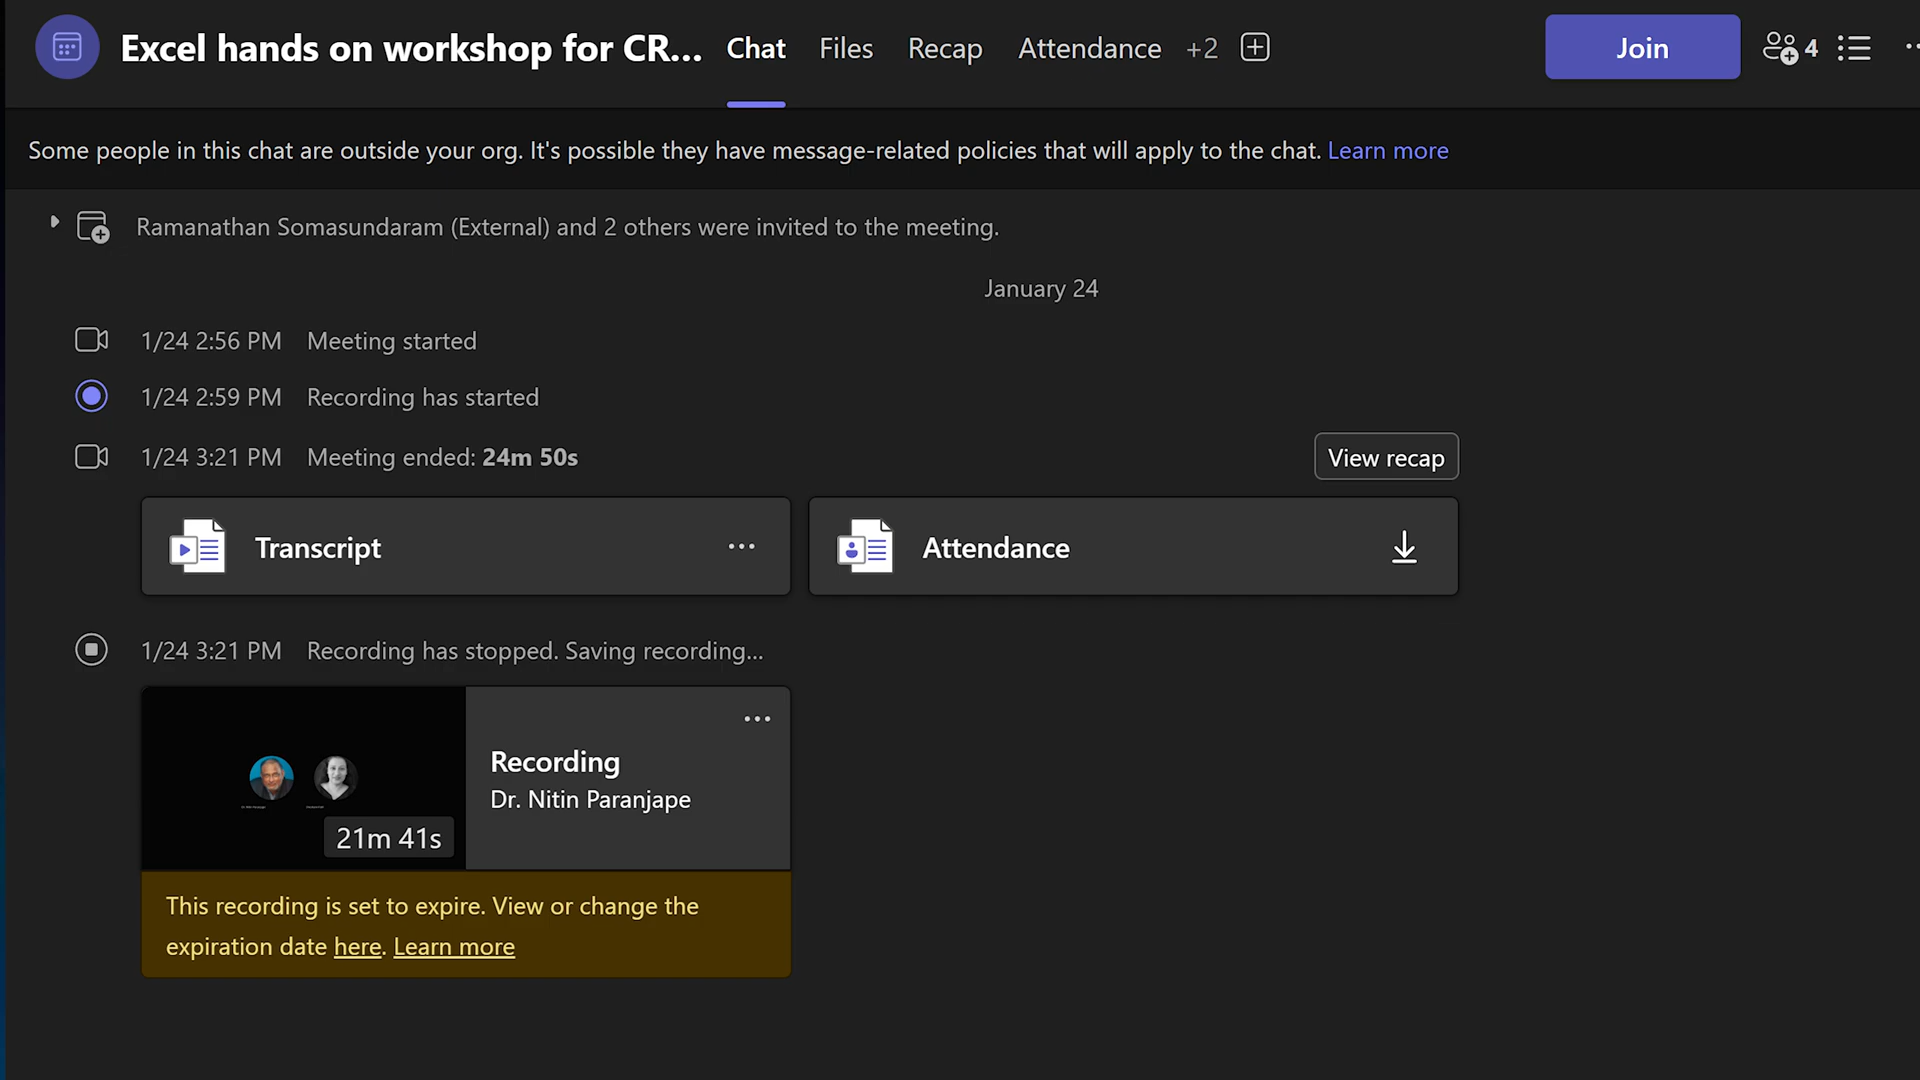 Excel hands on workshop for CR...
Chat
Files
Recap
Attendance
+2
Join
4
Some people in this chat are outside your org. It's possible they have message-related policies that will apply to the chat. Learn more
Ramanathan Somasundaram (External) and 2 others were invited to the meeting.
January 24
1/24 2:56 PM Meeting started
1/24 2:59 PM Recording has started
1/24 3:21 PM Meeting ended: 24m 50s
View recap
Transcript
Attendance
1/24 3:21 PM Recording has stopped. Saving recording...
Recording
Dr. Nitin Paranjape
21m 41s
This recording is set to expire. View or change the
expiration date here. Learn more